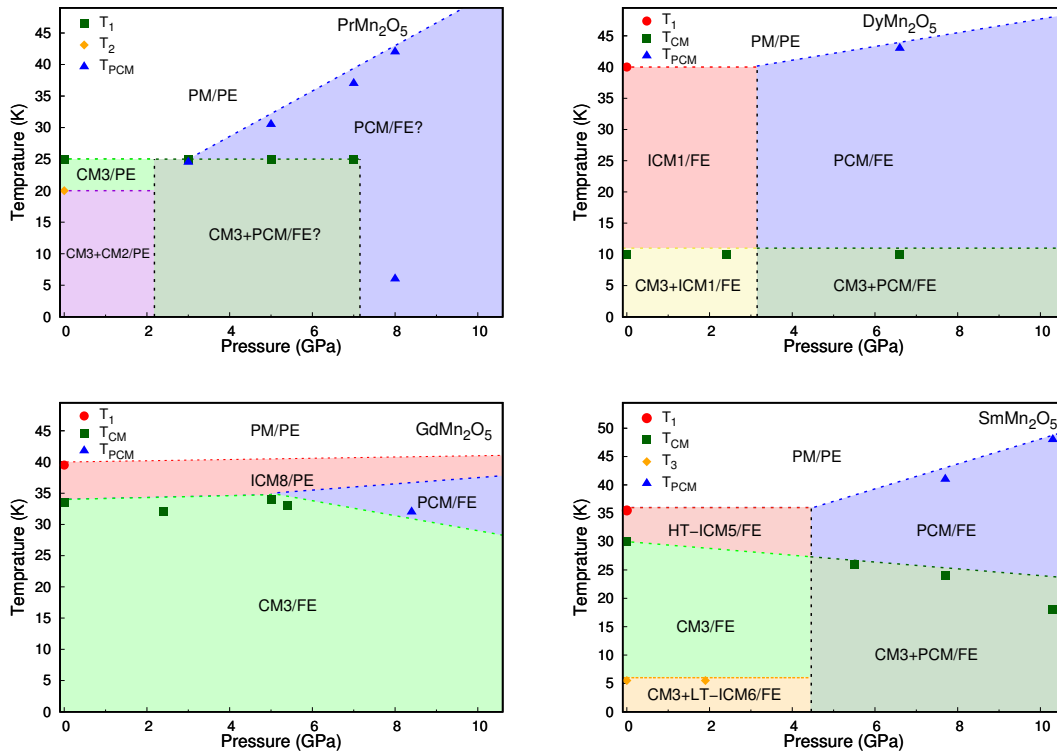 PrMn2O5
T1
T2
TPCM
PM/PE
PCM/FE?
CM3/PE
CM3+CM2/PE
CM3+PCM/FE?
Temprature (K)
0 5 10 15 20 25 30 35 40 45
0 2 4 6 8 10
Pressure (GPa)
DyMn2O5
T1
TCM
TPCM
PM/PE
ICM1/FE
PCM/FE
CM3+ICM1/FE
CM3+PCM/FE
Temprature (K)
0 5 10 15 20 25 30 35 40 45
0 2 4 6 8 10
Pressure (GPa)
GdMn2O5
T1
TCM
TPCM
PM/PE
ICM8/PE
PCM/FE
CM3/FE
Temprature (K)
0 5 10 15 20 25 30 35 40 45
0 2 4 6 8 10
Pressure (GPa)
SmMn2O5
T1
TCM
T3
TPCM
PM/PE
HT−ICM5/FE
PCM/FE
CM3/FE
CM3+PCM/FE
CM3+LT−ICM6/FE
Temprature (K)
0 5 10 15 20 25 30 35 40 45 50
0 2 4 6 8 10
Pressure (GPa)